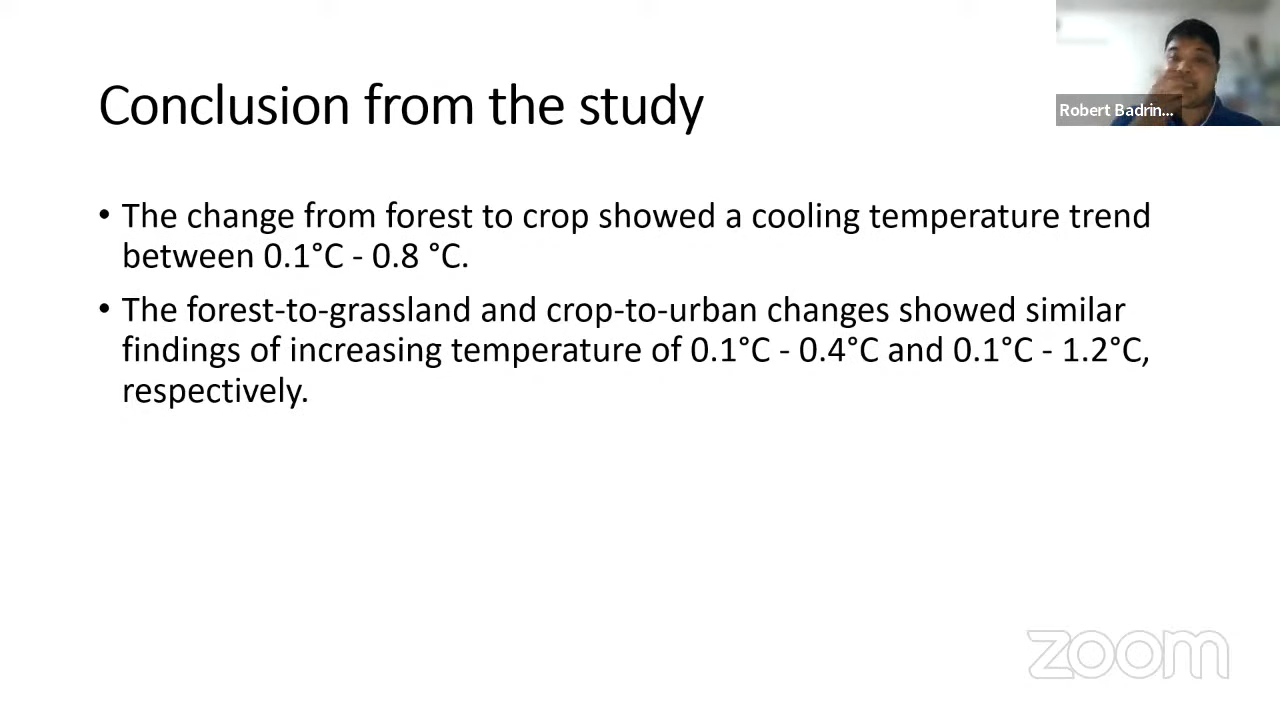 Conclusion from the study
Robert Badrin...
• The change from forest to crop showed a cooling temperature trend
between 0.1°C - 0.8 °C.
• The forest-to-grassland and crop-to-urban changes showed similar
findings of increasing temperature of 0.1°C - 0.4°C and 0.1°C - 1.2°C,
respectively.
zoom